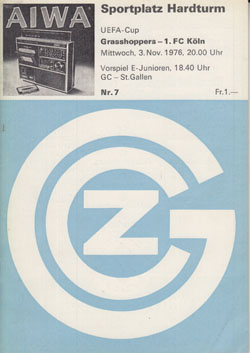 AIWA
Sportplatz Hardturm
UEFA-Cup
Grasshoppers – 1. FC Köln
Mittwoch, 3. Nov. 1976, 20.00 Uhr
Vorspiel E-Junioren, 18.40 Uhr
GC – St.Gallen
Nr. 7
Fr. 1.—
GCZ